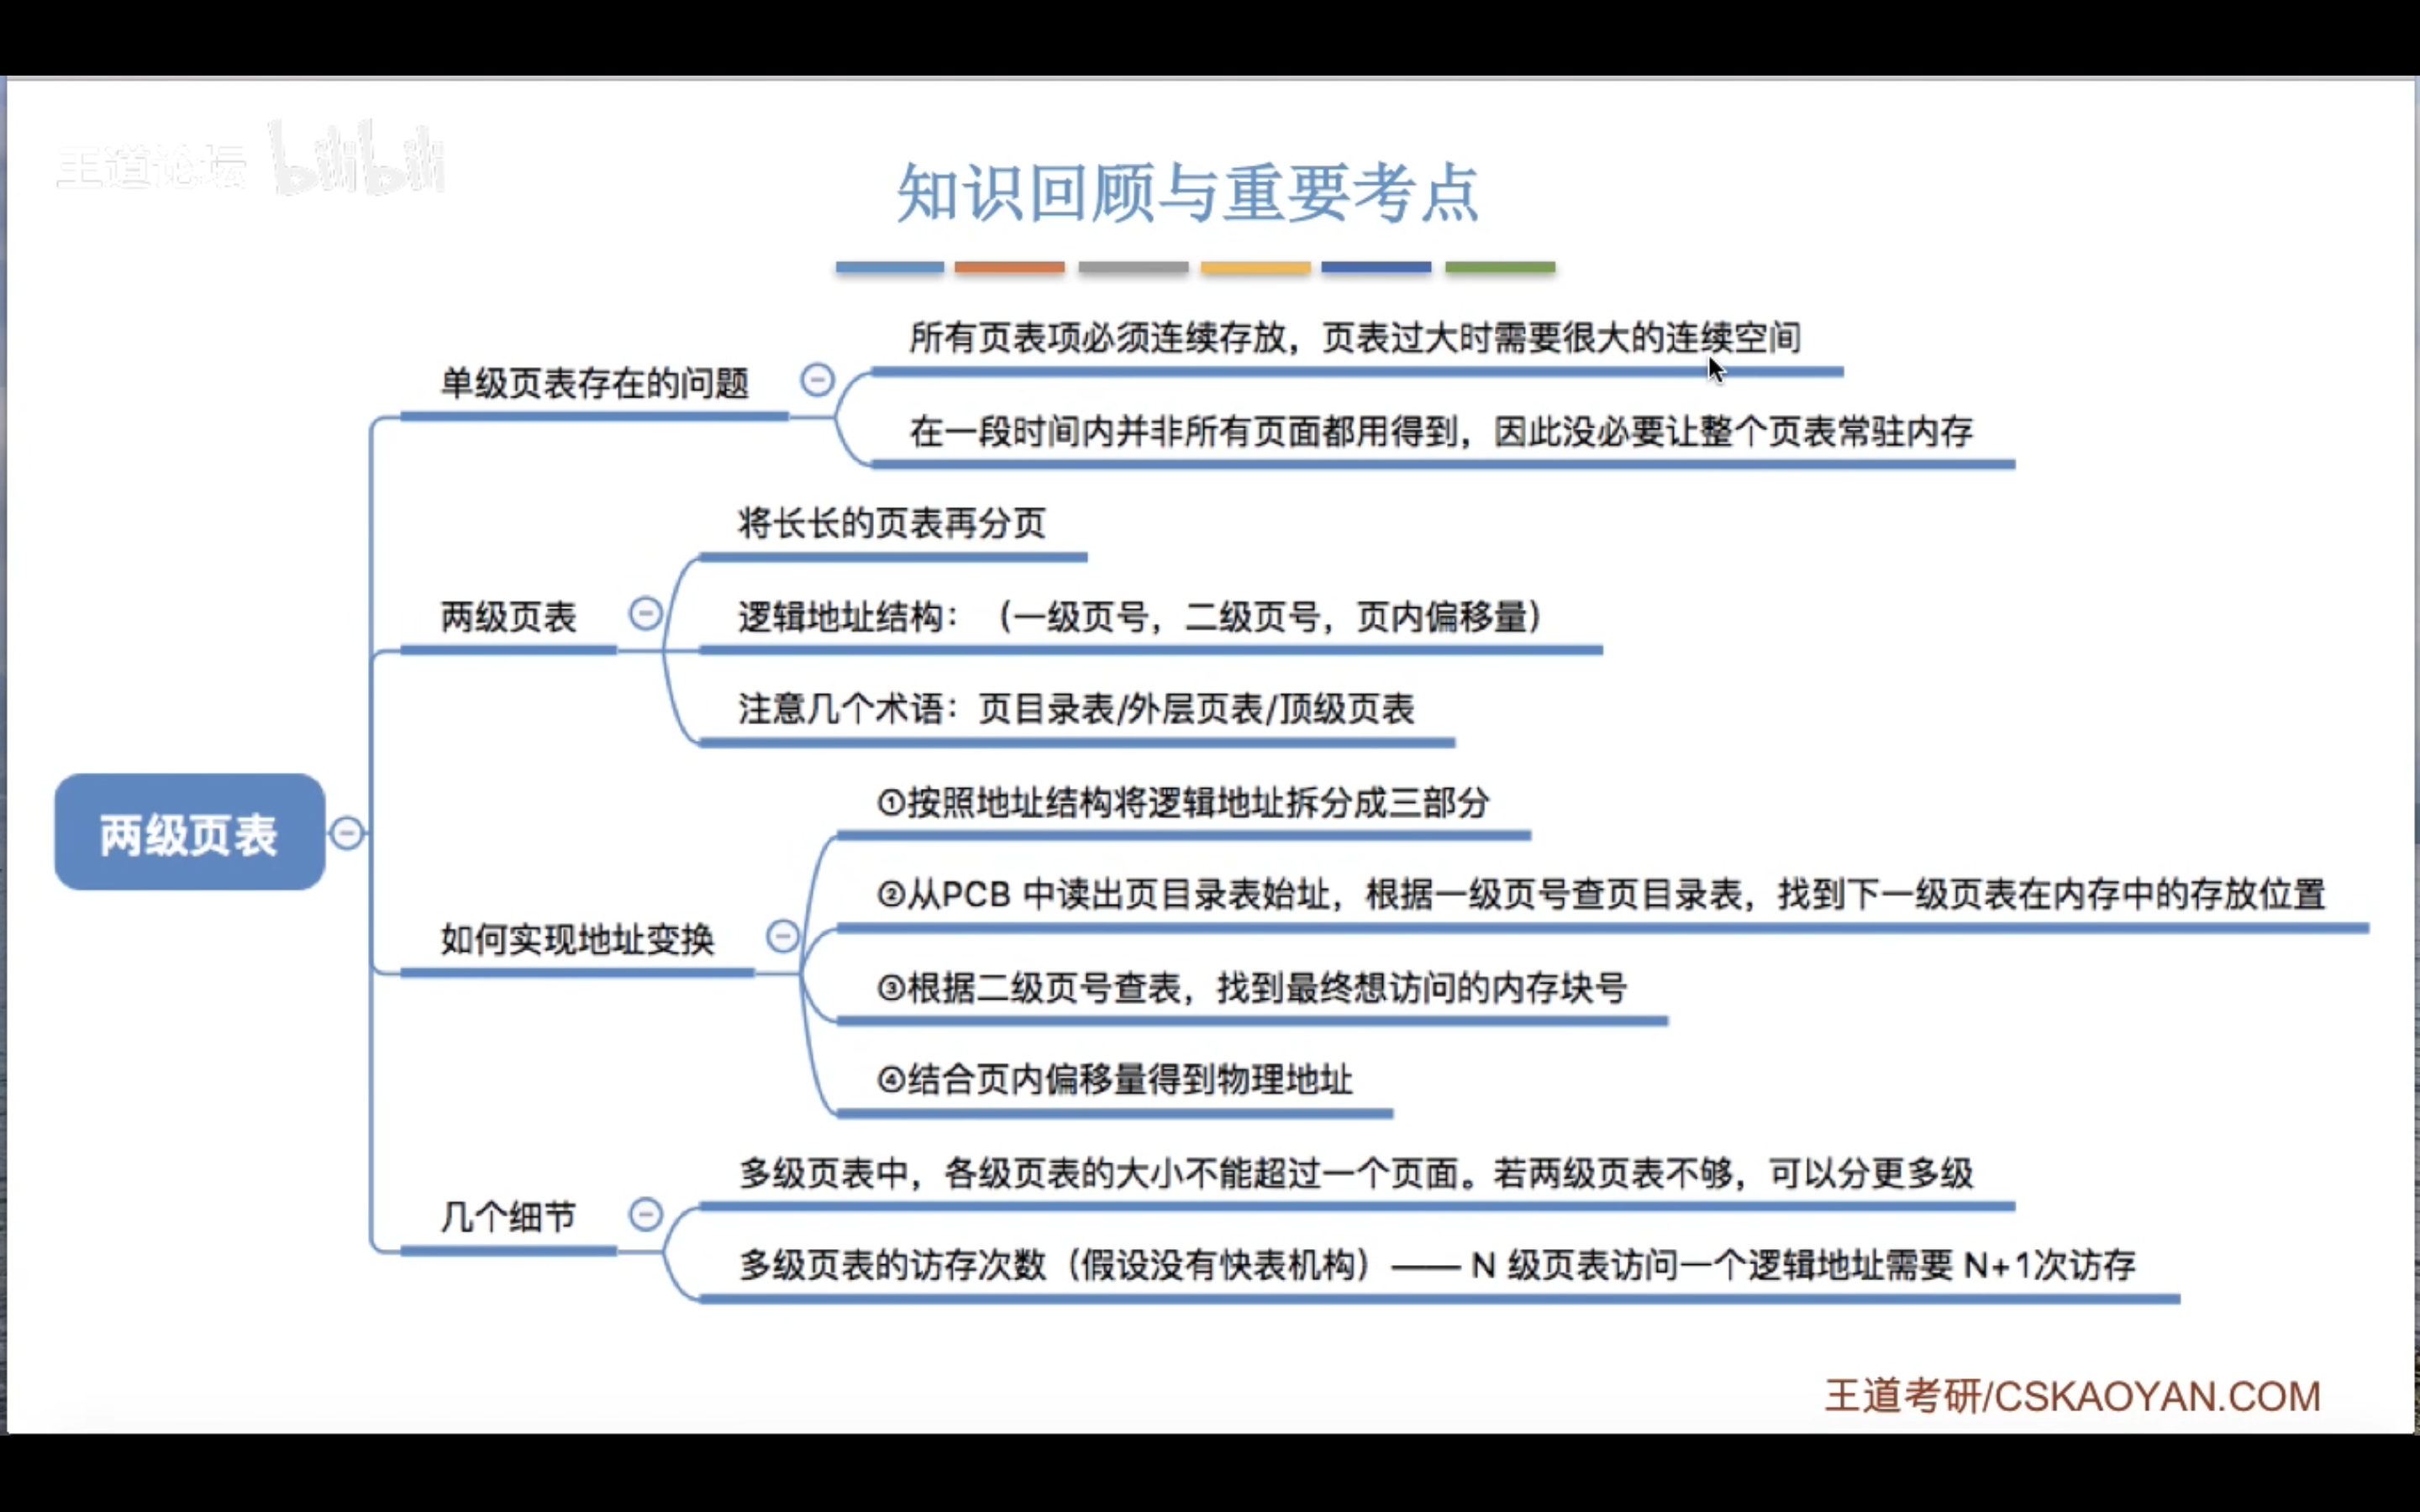 王道论坛 bilibili
知识回顾与重要考点
所有页表项必须连续存放，页表过大时需要很大的连续空间
单级页表存在的问题
在一段时间内并非所有页面都用得到，因此没必要让整个页表常驻内存
将长长的页表再分页
两级页表
逻辑地址结构：（一级页号，二级页号，页内偏移量）
注意几个术语：页目录表/外层页表/顶级页表
两级页表
①按照地址结构将逻辑地址拆分成三部分
②从PCB 中读出页目录表始址，根据一级页号查页目录表，找到下一级页表在内存中的存放位置
如何实现地址变换
③根据二级页号查表，找到最终想访问的内存块号
④结合页内偏移量得到物理地址
多级页表中，各级页表的大小不能超过一个页面。若两级页表不够，可以分更多级
几个细节
多级页表的访存次数（假设没有快表机构）—— N 级页表访问一个逻辑地址需要 N+1次访存
王道考研/CSKAOYAN.COM